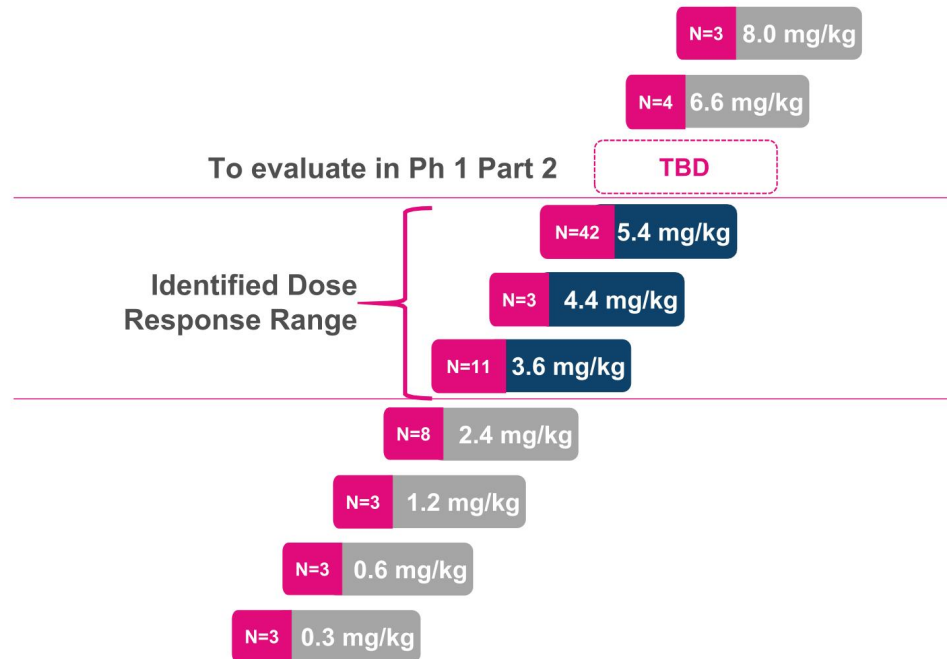 N=3 8.0 mg/kg
N=4 6.6 mg/kg
To evaluate in Ph 1 Part 2 TBD
N=42 5.4 mg/kg
Identified Dose
Response Range
N=3 4.4 mg/kg
N=11 3.6 mg/kg
N=8 2.4 mg/kg
N=3 1.2 mg/kg
N=3 0.6 mg/kg
N=3 0.3 mg/kg